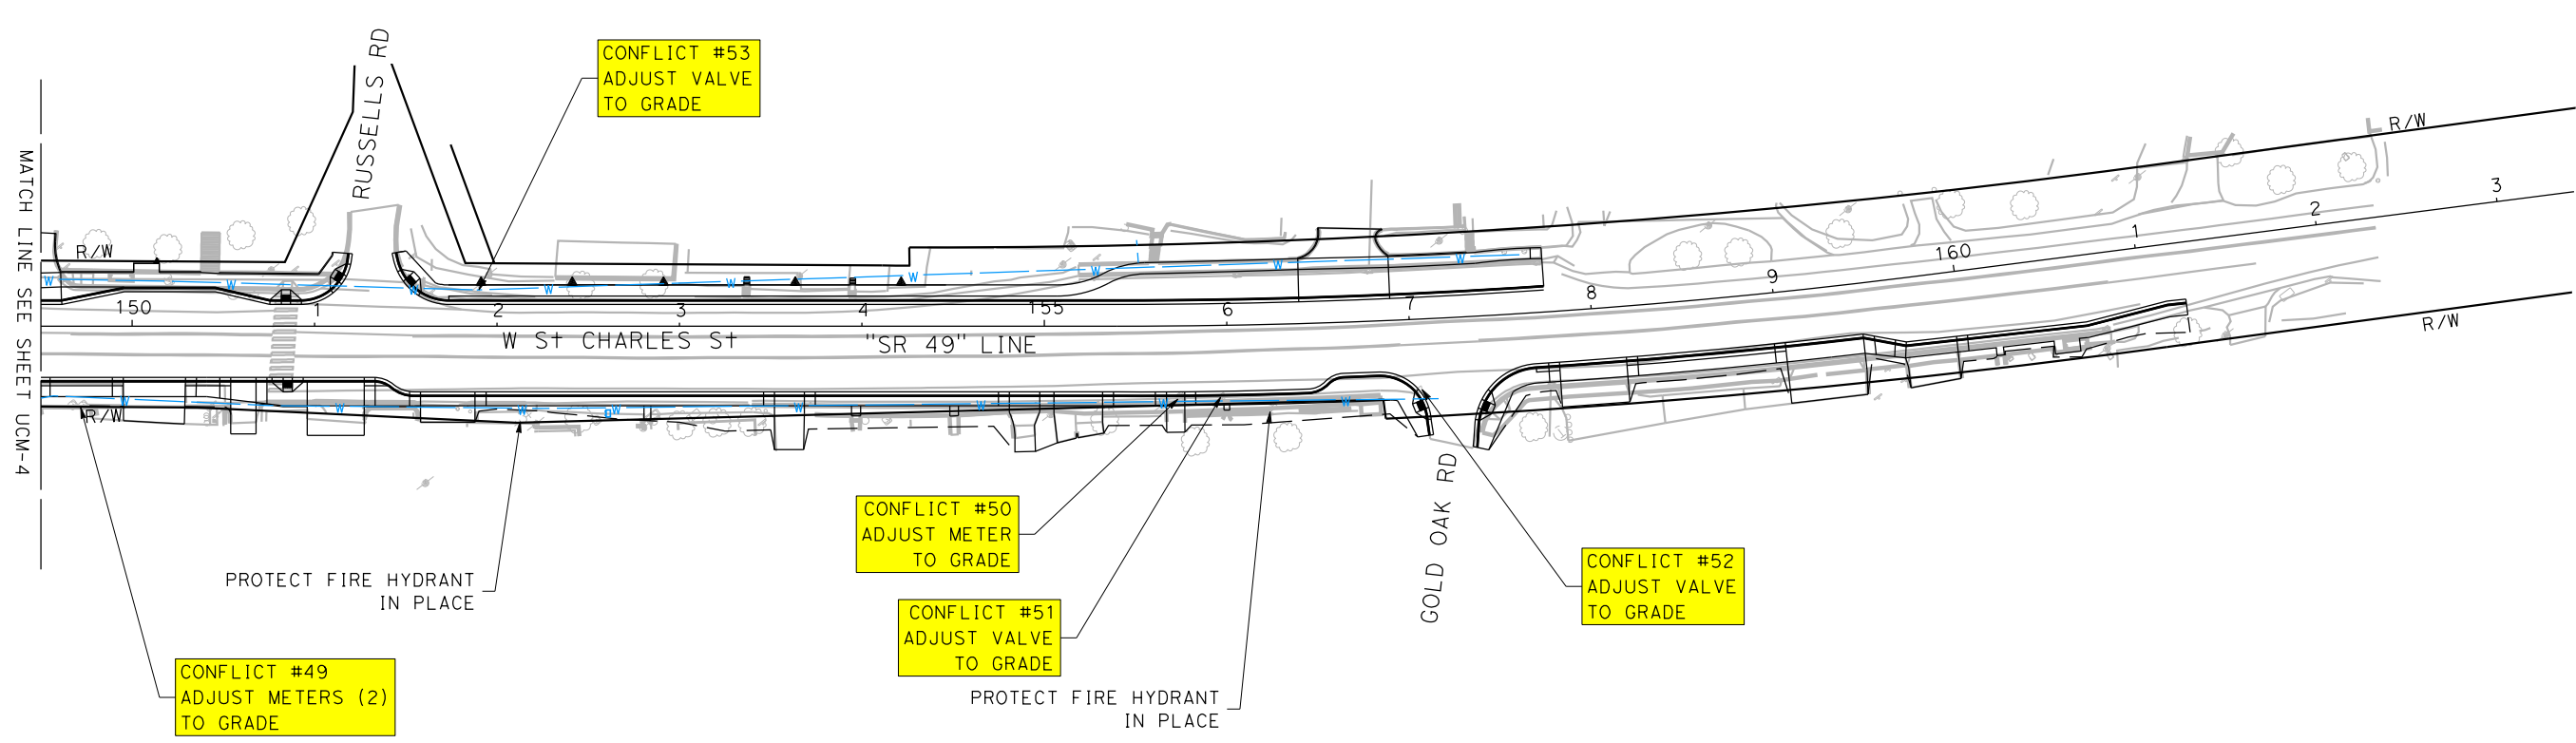 RUSSELLS RD
CONFLICT #53
ADJUST VALVE
TO GRADE
MATCH LINE SEE SHEET UCM-4
R/W
R/W
W W W W W W W W W
150 1 2 3 4 155 6 7 8 9 160 1 2 3
W St CHARLES St
"SR 49" LINE
R/W
R/W
W W W W W W W W
CONFLICT #50
ADJUST METER
TO GRADE
GOLD OAK RD
CONFLICT #52
ADJUST VALVE
TO GRADE
PROTECT FIRE HYDRANT
IN PLACE
CONFLICT #51
ADJUST VALVE
TO GRADE
CONFLICT #49
ADJUST METERS (2)
TO GRADE
PROTECT FIRE HYDRANT
IN PLACE